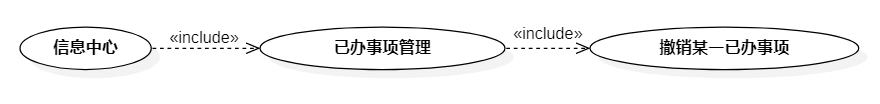 «include»
«include»
信息中心
已办事项管理
撤销某一已办事项